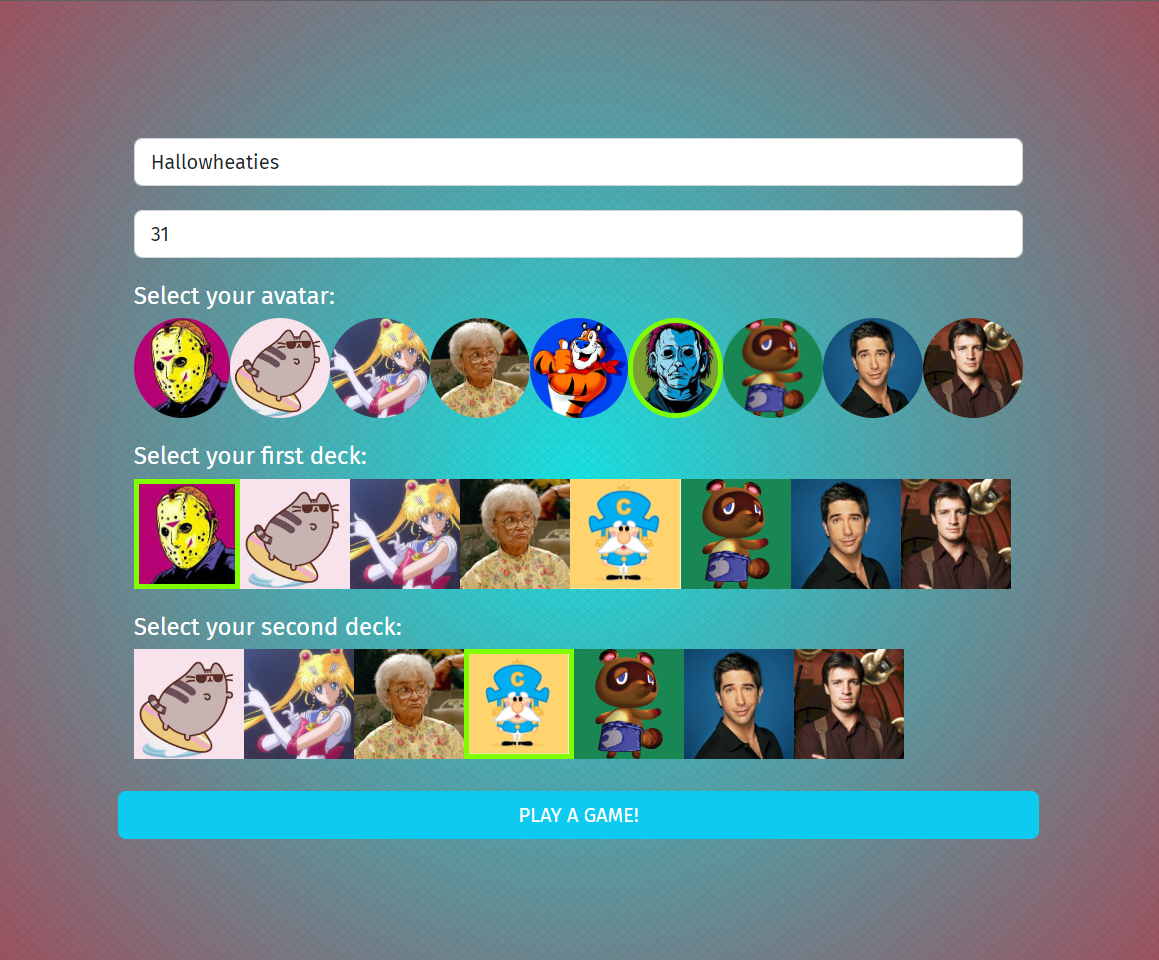 Hallowheaties
31
Select your avatar:
Select your first deck:
C
Select your second deck:
C
PLAY A GAME!